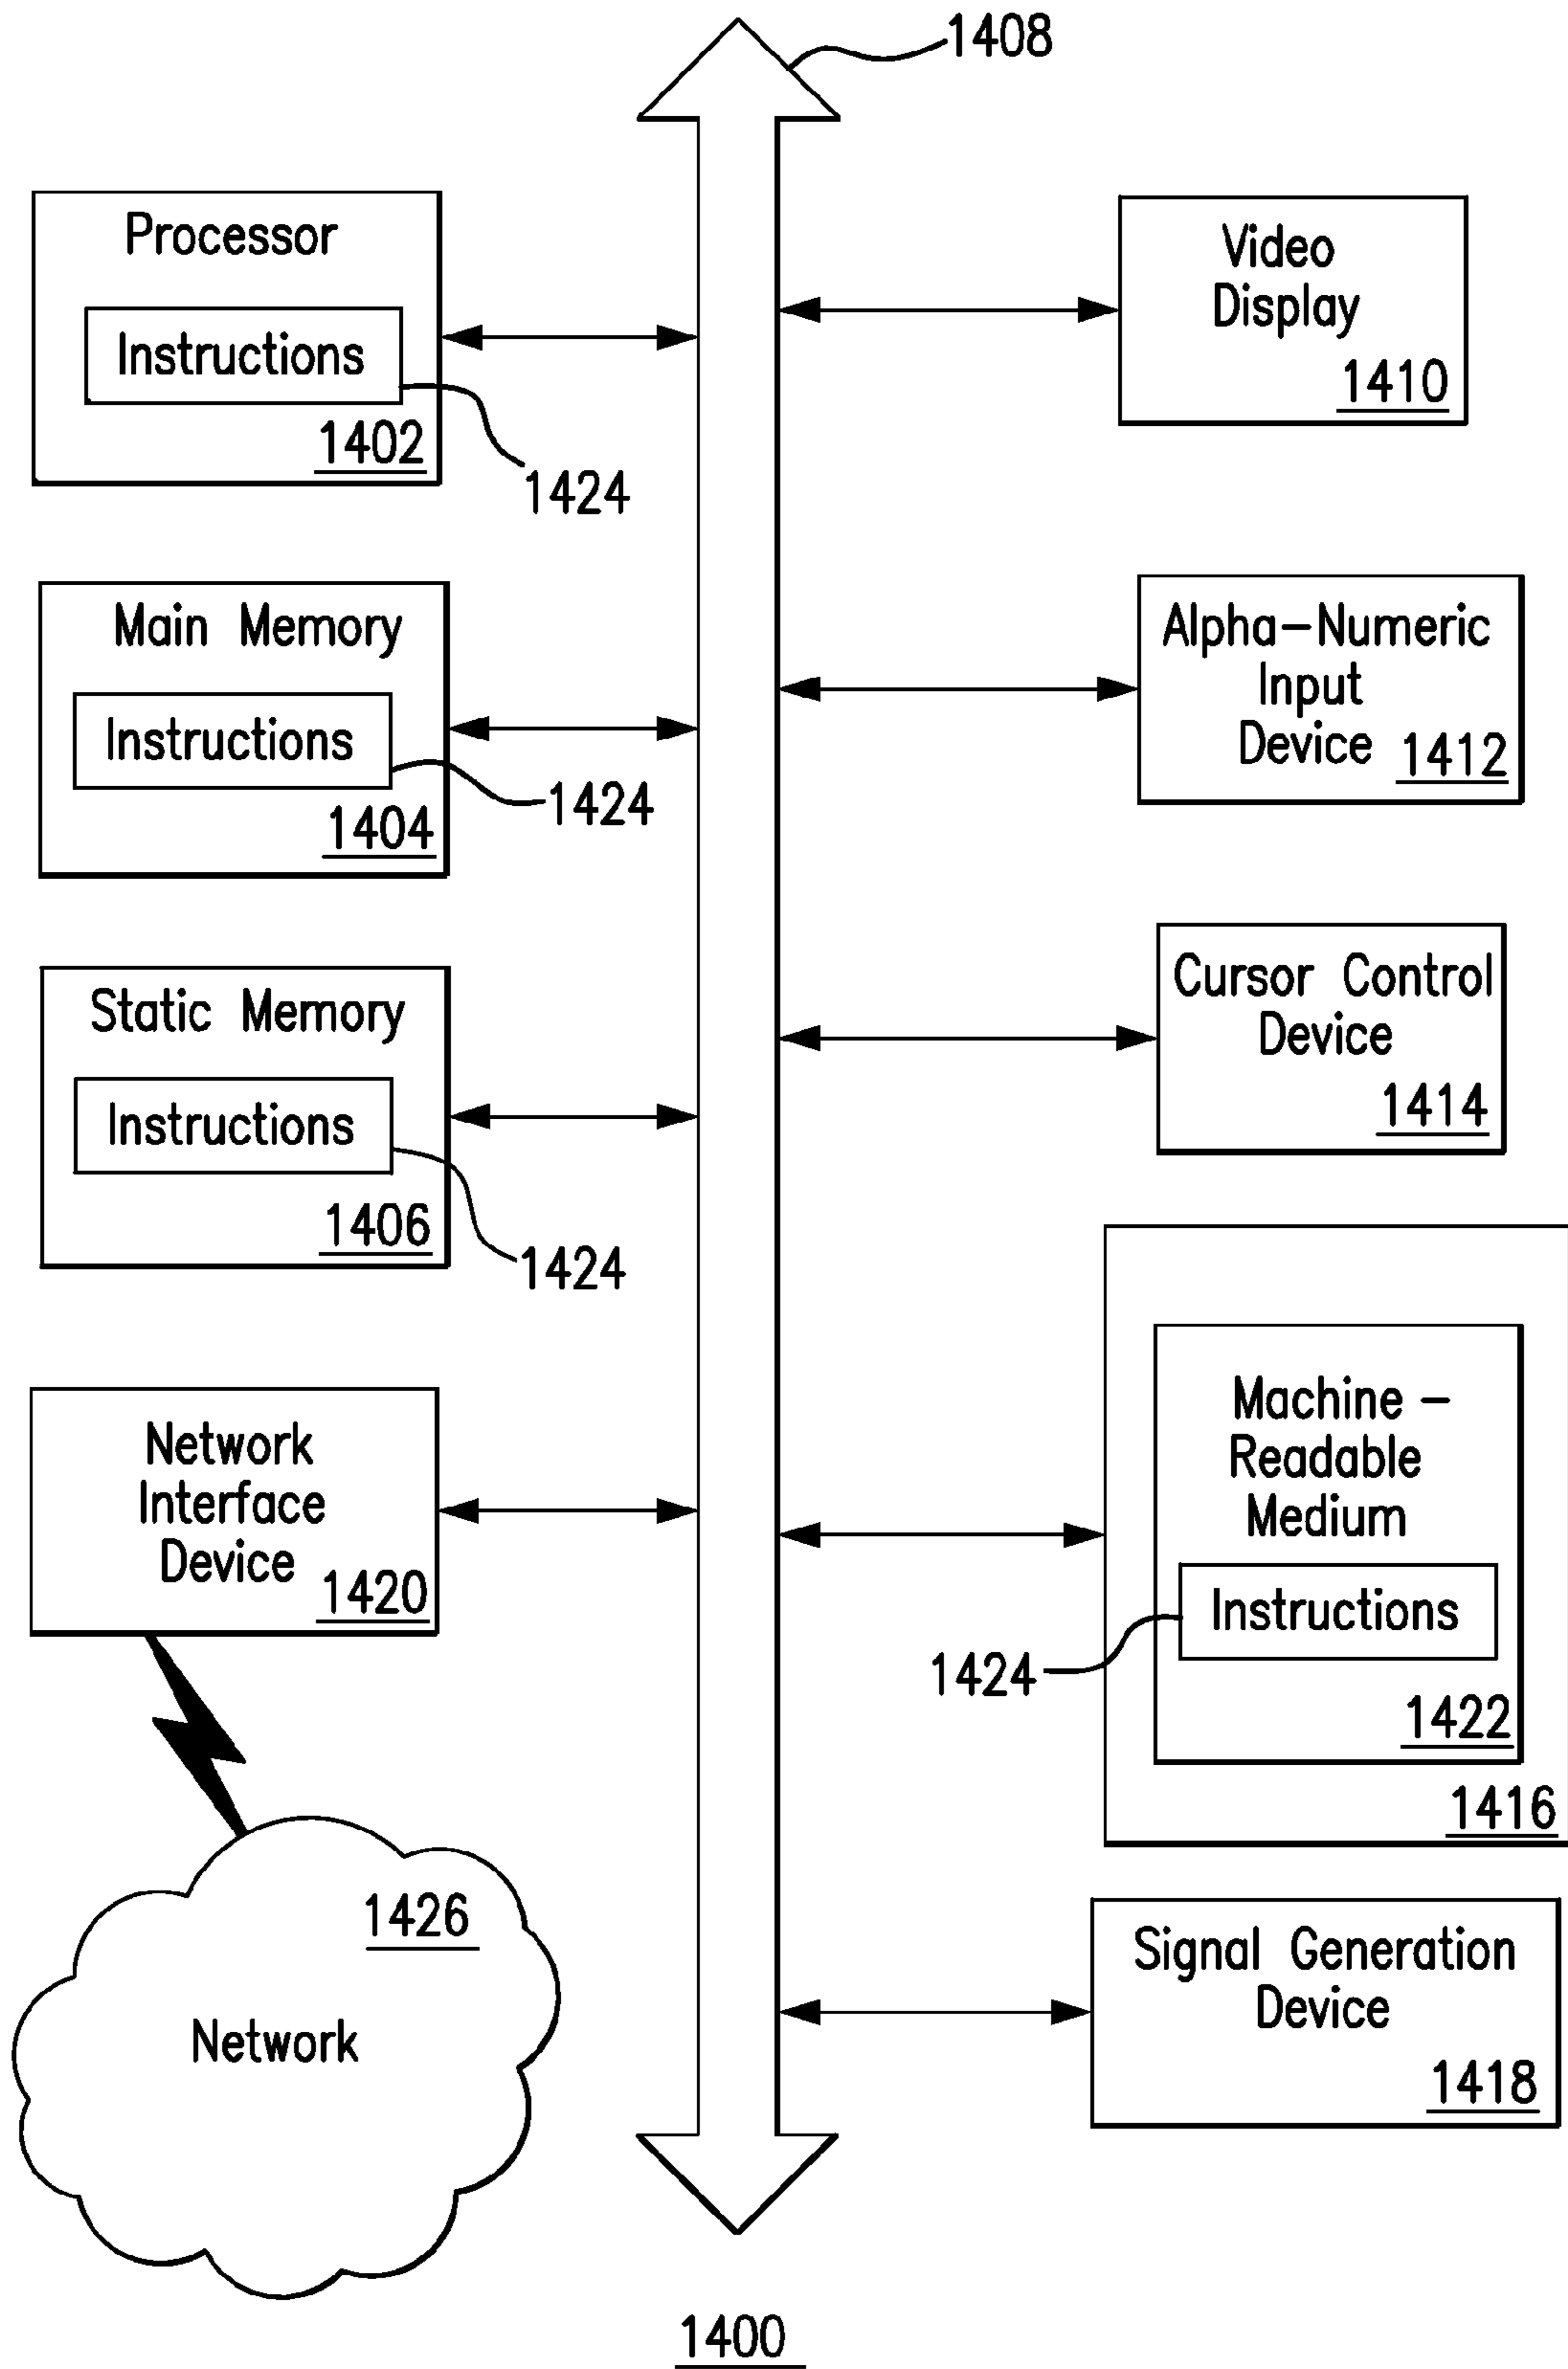 1408
Processor
Instructions
1402
1424
Main Memory
Instructions
1404
1424
Static Memory
Instructions
1406
1424
Network
Interface
Device
1420
1426
Network
Video
Display
1410
Alpha-Numeric
Input
Device
1412
Cursor Control
Device
1414
Machine-
Readable
Medium
Instructions
1424
1422
1416
Signal Generation
Device
1418
1400